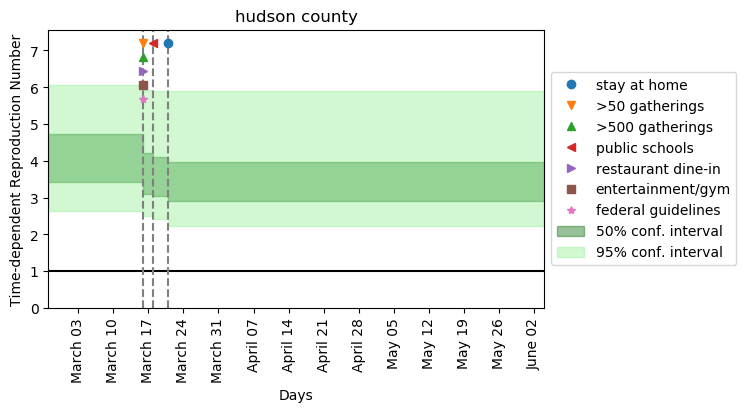 hudson county
Time-dependent Reproduction Number
7
6
5
4
3
2
1
0
March 03
March 10
March 17
March 24
March 31
April 07
April 14
April 21
April 28
May 05
May 12
May 19
May 26
June 02
Days
stay at home
>50 gatherings
>500 gatherings
public schools
restaurant dine-in
entertainment/gym
federal guidelines
50% conf. interval
95% conf. interval